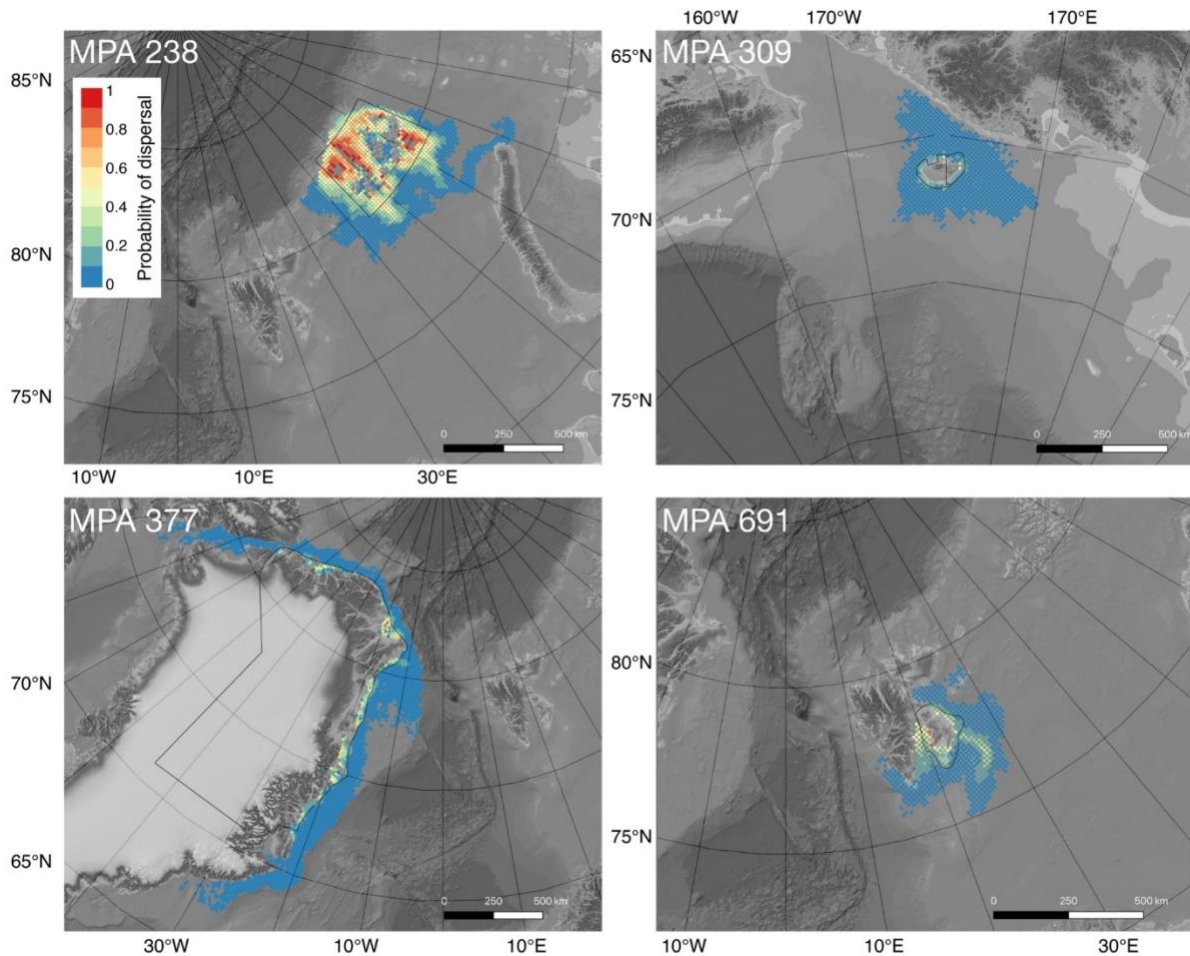 160°W 170°W 170°E
MPA 238
85°N
1
0.8
0.6
0.4
0.2
0
Probability of dispersal
80°N
75°N
0 250 500 km
10°W 10°E 30°E
MPA 309
65°N
70°N
75°N
0 250 500 km
MPA 377
70°N
65°N
0 250 500 km
30°W 10°W 10°E
MPA 691
80°N
75°N
0 250 500 km
10°W 10°E 30°E